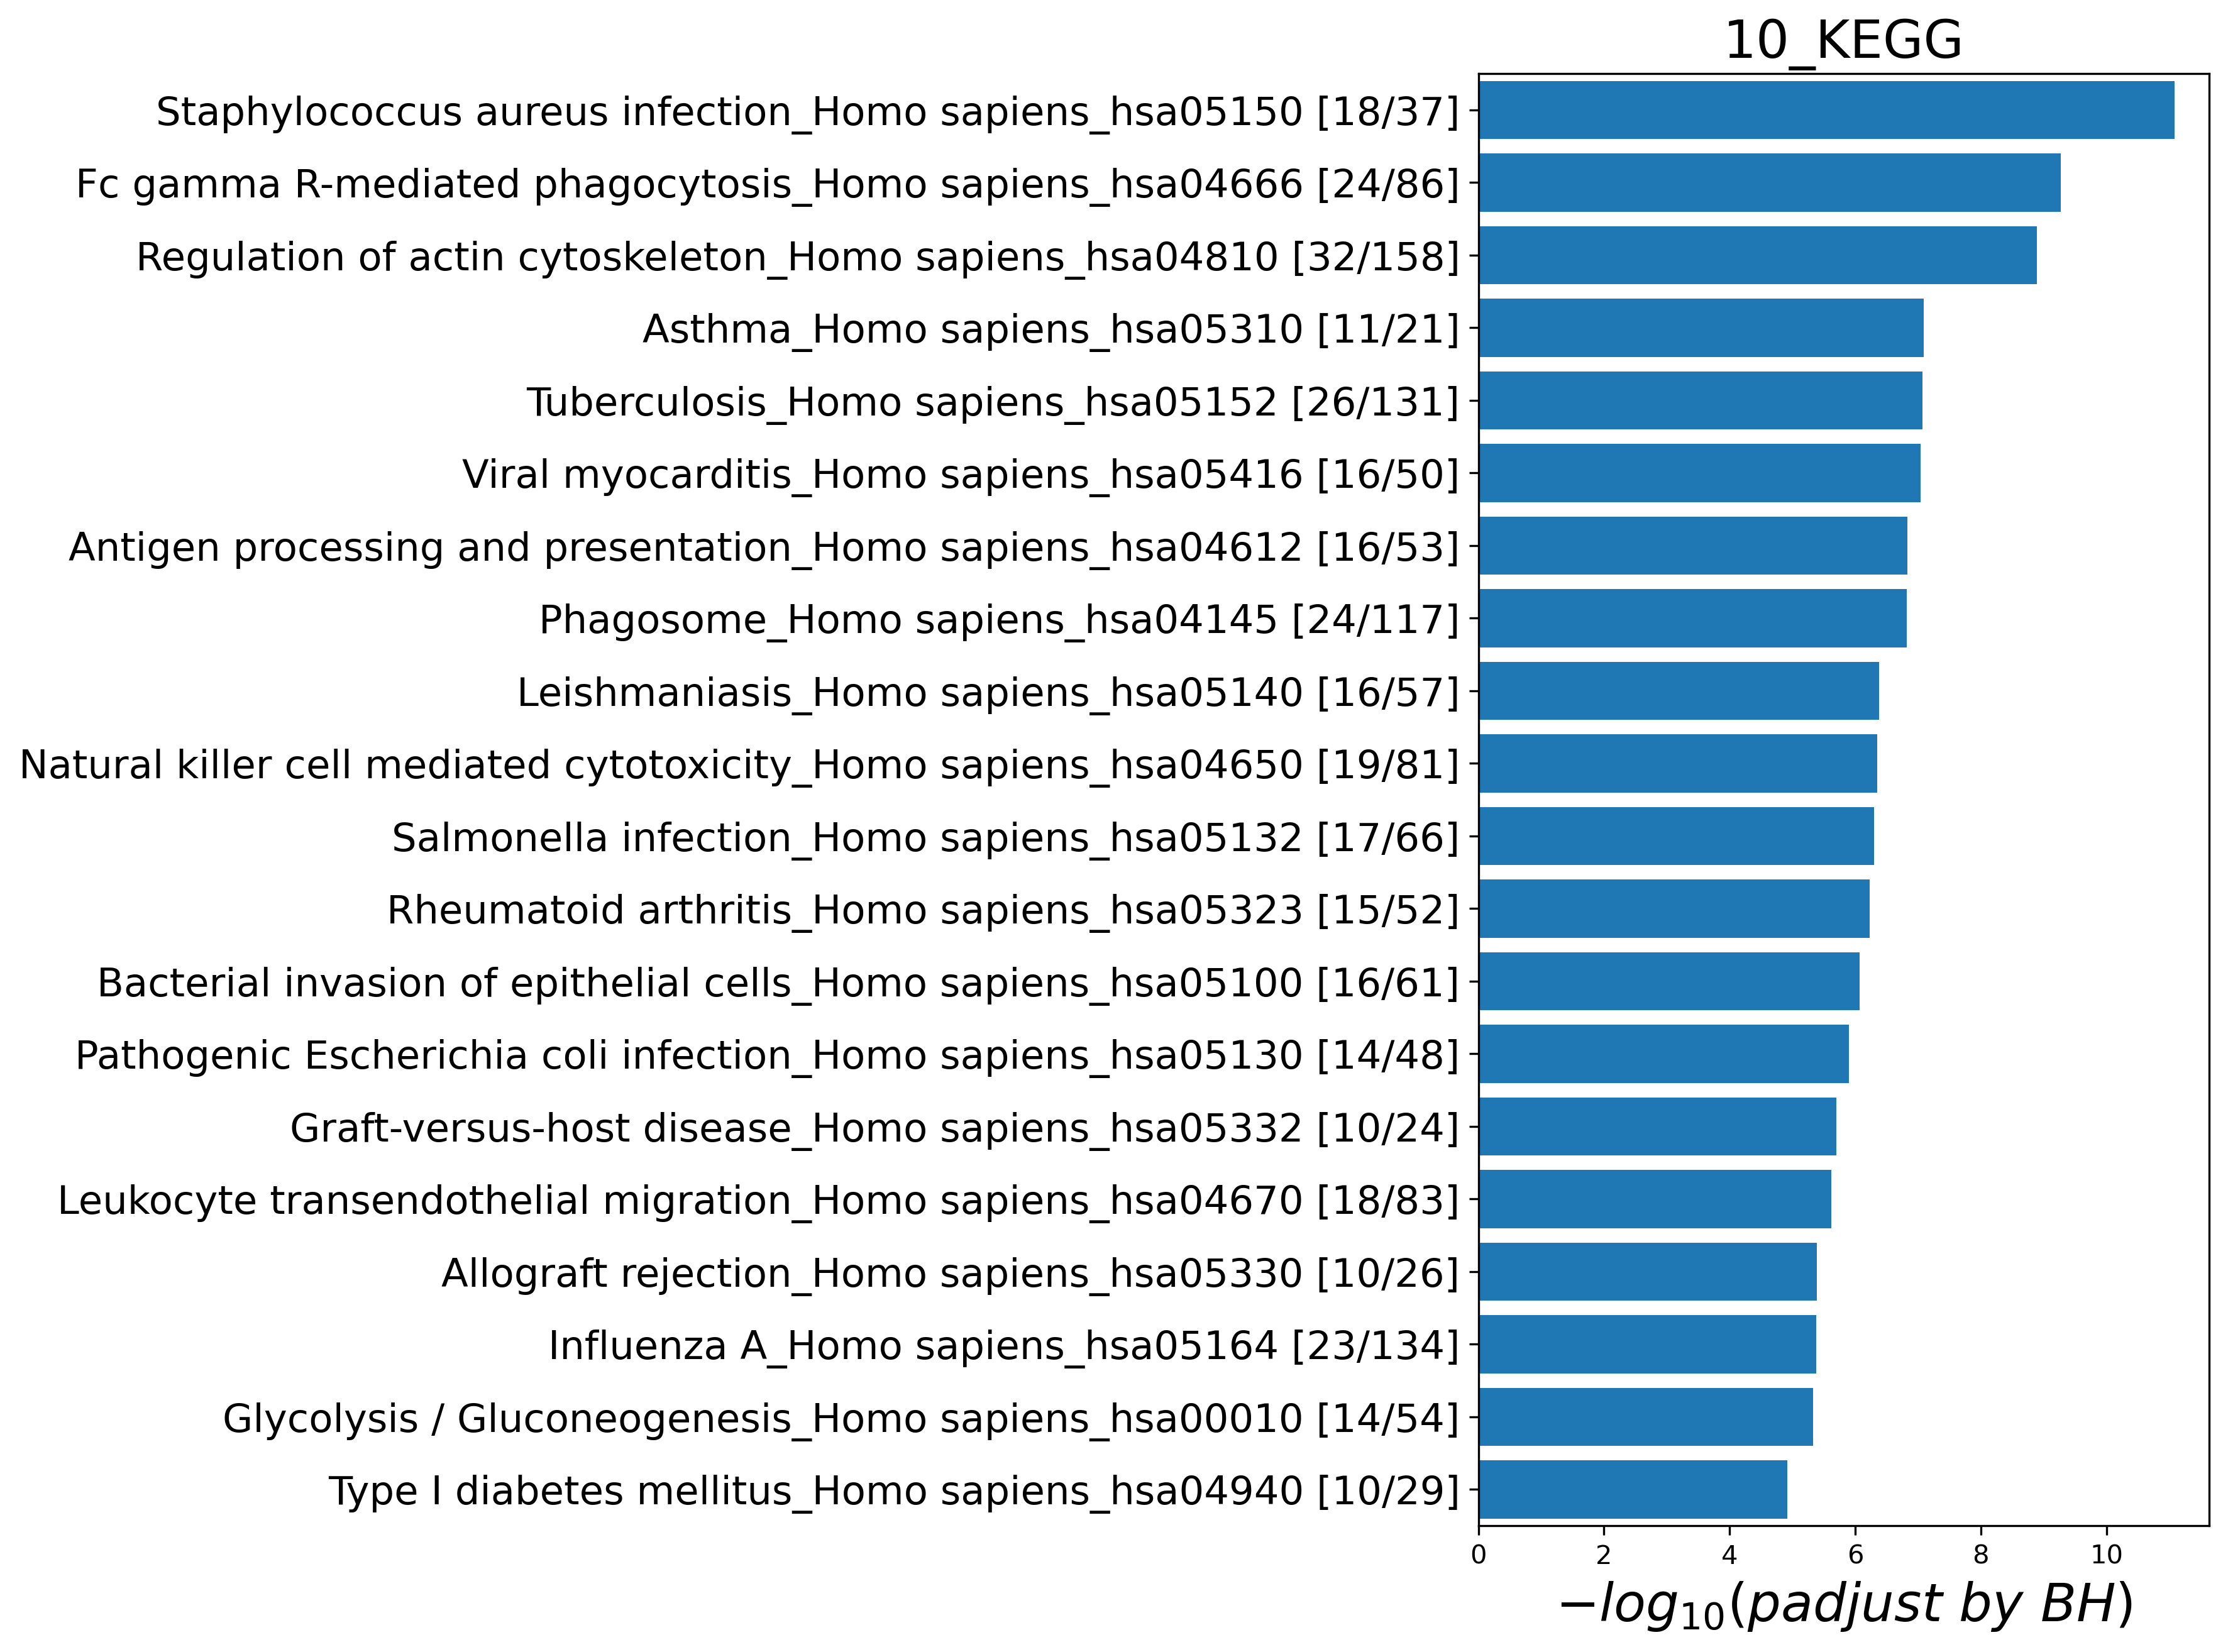 10_KEGG
Staphylococcus aureus infection_Homo sapiens_hsa05150 [18/37]
Fc gamma R-mediated phagocytosis_Homo sapiens_hsa04666 [24/86]
Regulation of actin cytoskeleton_Homo sapiens_hsa04810 [32/158]
Asthma_Homo sapiens_hsa05310 [11/21]
Tuberculosis_Homo sapiens_hsa05152 [26/131]
Viral myocarditis_Homo sapiens_hsa05416 [16/50]
Antigen processing and presentation_Homo sapiens_hsa04612 [16/53]
Phagosome_Homo sapiens_hsa04145 [24/117]
Leishmaniasis_Homo sapiens_hsa05140 [16/57]
Natural killer cell mediated cytotoxicity_Homo sapiens_hsa04650 [19/81]
Salmonella infection_Homo sapiens_hsa05132 [17/66]
Rheumatoid arthritis_Homo sapiens_hsa05323 [15/52]
Bacterial invasion of epithelial cells_Homo sapiens_hsa05100 [16/61]
Pathogenic Escherichia coli infection_Homo sapiens_hsa05130 [14/48]
Graft-versus-host disease_Homo sapiens_hsa05332 [10/24]
Leukocyte transendothelial migration_Homo sapiens_hsa04670 [18/83]
Allograft rejection_Homo sapiens_hsa05330 [10/26]
Influenza A_Homo sapiens_hsa05164 [23/134]
Glycolysis / Gluconeogenesis_Homo sapiens_hsa00010 [14/54]
Type I diabetes mellitus_Homo sapiens_hsa04940 [10/29]
0 2 4 6 8 10
−log₁₀(padjust by BH)